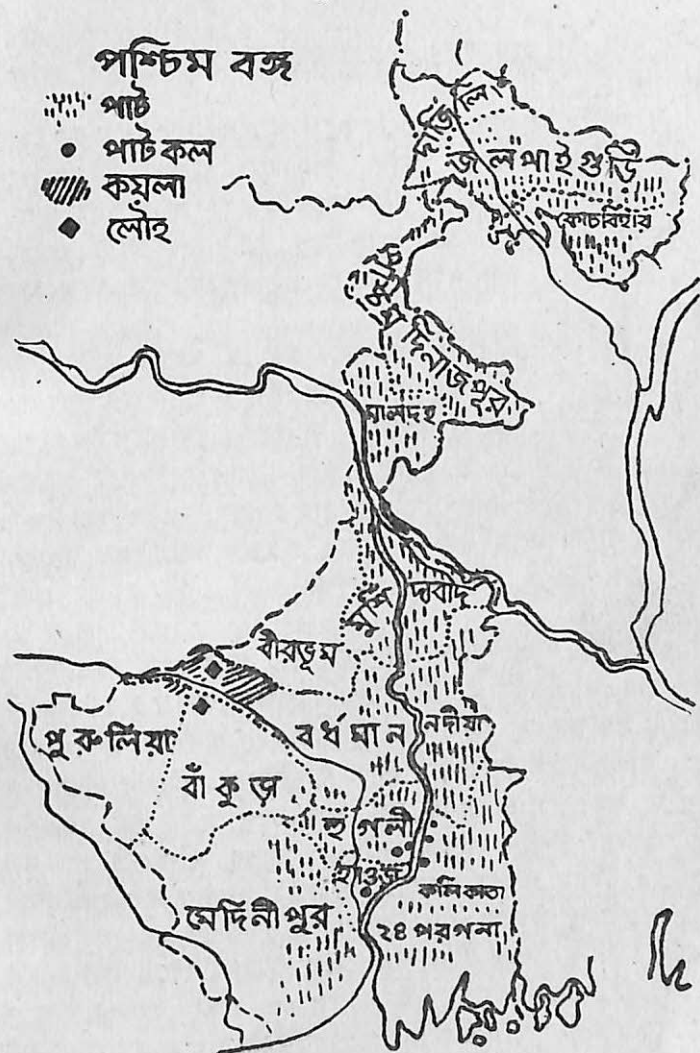 পশ্চিম বঙ্গ
পাট
পাটকল
কয়লা
লৌহ
দার্জিলিং
জলপাইগুড়ি
কোচবিহার
পশ্চিম দিনাজপুর
মালদহ
মুর্শিদাবাদ
বীরভূম
পুরুলিয়া
বর্ধমান
নদীয়া
বাঁকুড়া
হুগলী
হাওড়া
কলিকাতা
মেদিনীপুর
২৪ পরগনা